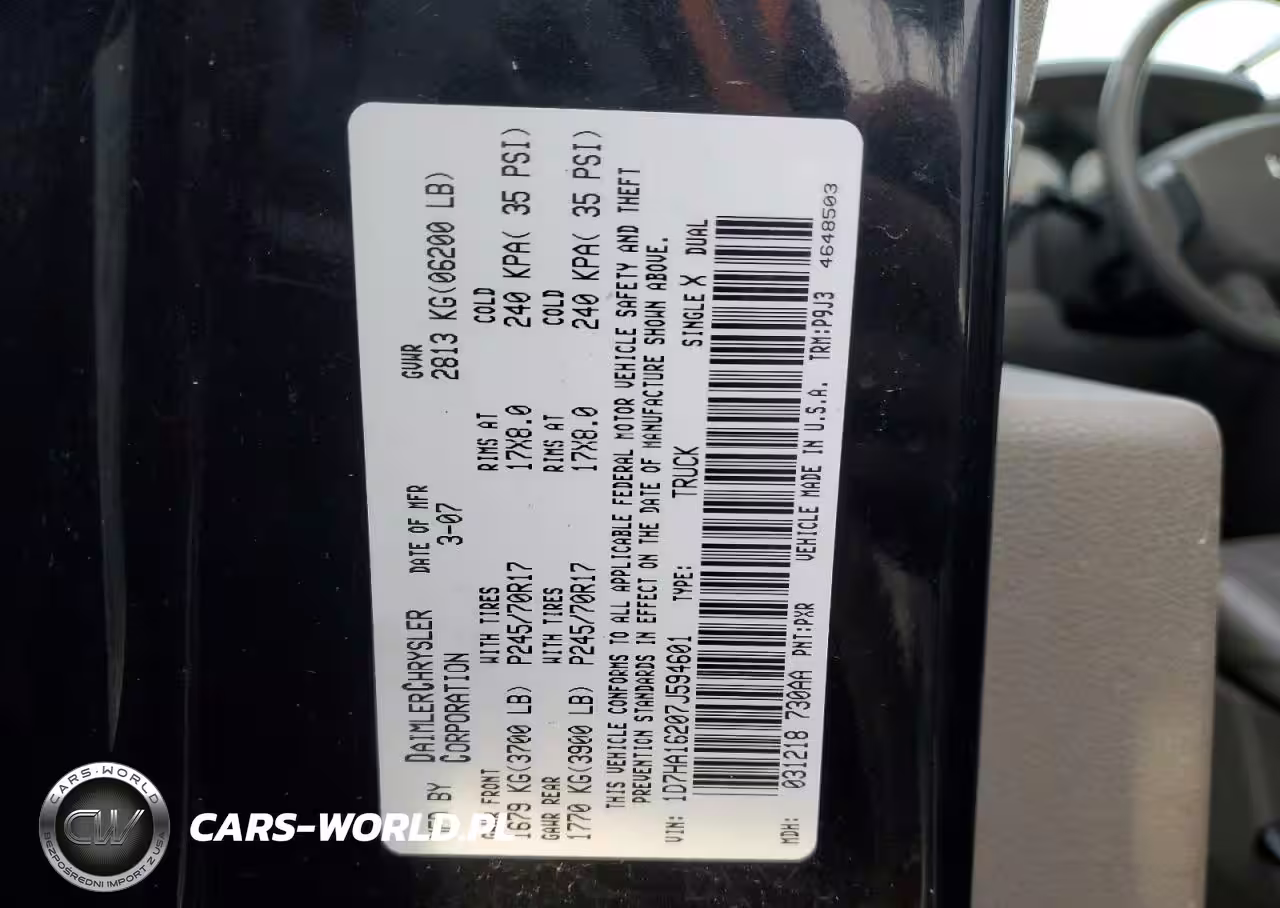 MFD BY DAIMLERCHRYSLER CORPORATION
DATE OF MFR 3-07
GVWR 2813 KG(06200 LB)
GAWR FRONT WITH TIRES RIMS AT COLD
1679 KG(3700 LB) P245/70R17 17X8.0 240 KPA( 35 PSI)
GAWR REAR WITH TIRES RIMS AT COLD
1770 KG(3900 LB) P245/70R17 17X8.0 240 KPA( 35 PSI)
THIS VEHICLE CONFORMS TO ALL APPLICABLE FEDERAL MOTOR VEHICLE SAFETY AND THEFT
PREVENTION STANDARDS IN EFFECT ON THE DATE OF MANUFACTURE SHOWN ABOVE.
VIN: 1D7HA16207J594601 TYPE: TRUCK SINGLE X DUAL
MDH: 031218 730AA PNT:PXR VEHICLE MADE IN U.S.A. TRM:P9J3 4648503
CARS-WORLD
CW
BEZPOŚREDNI IMPORT Z USA
CARS-WORLD.PL